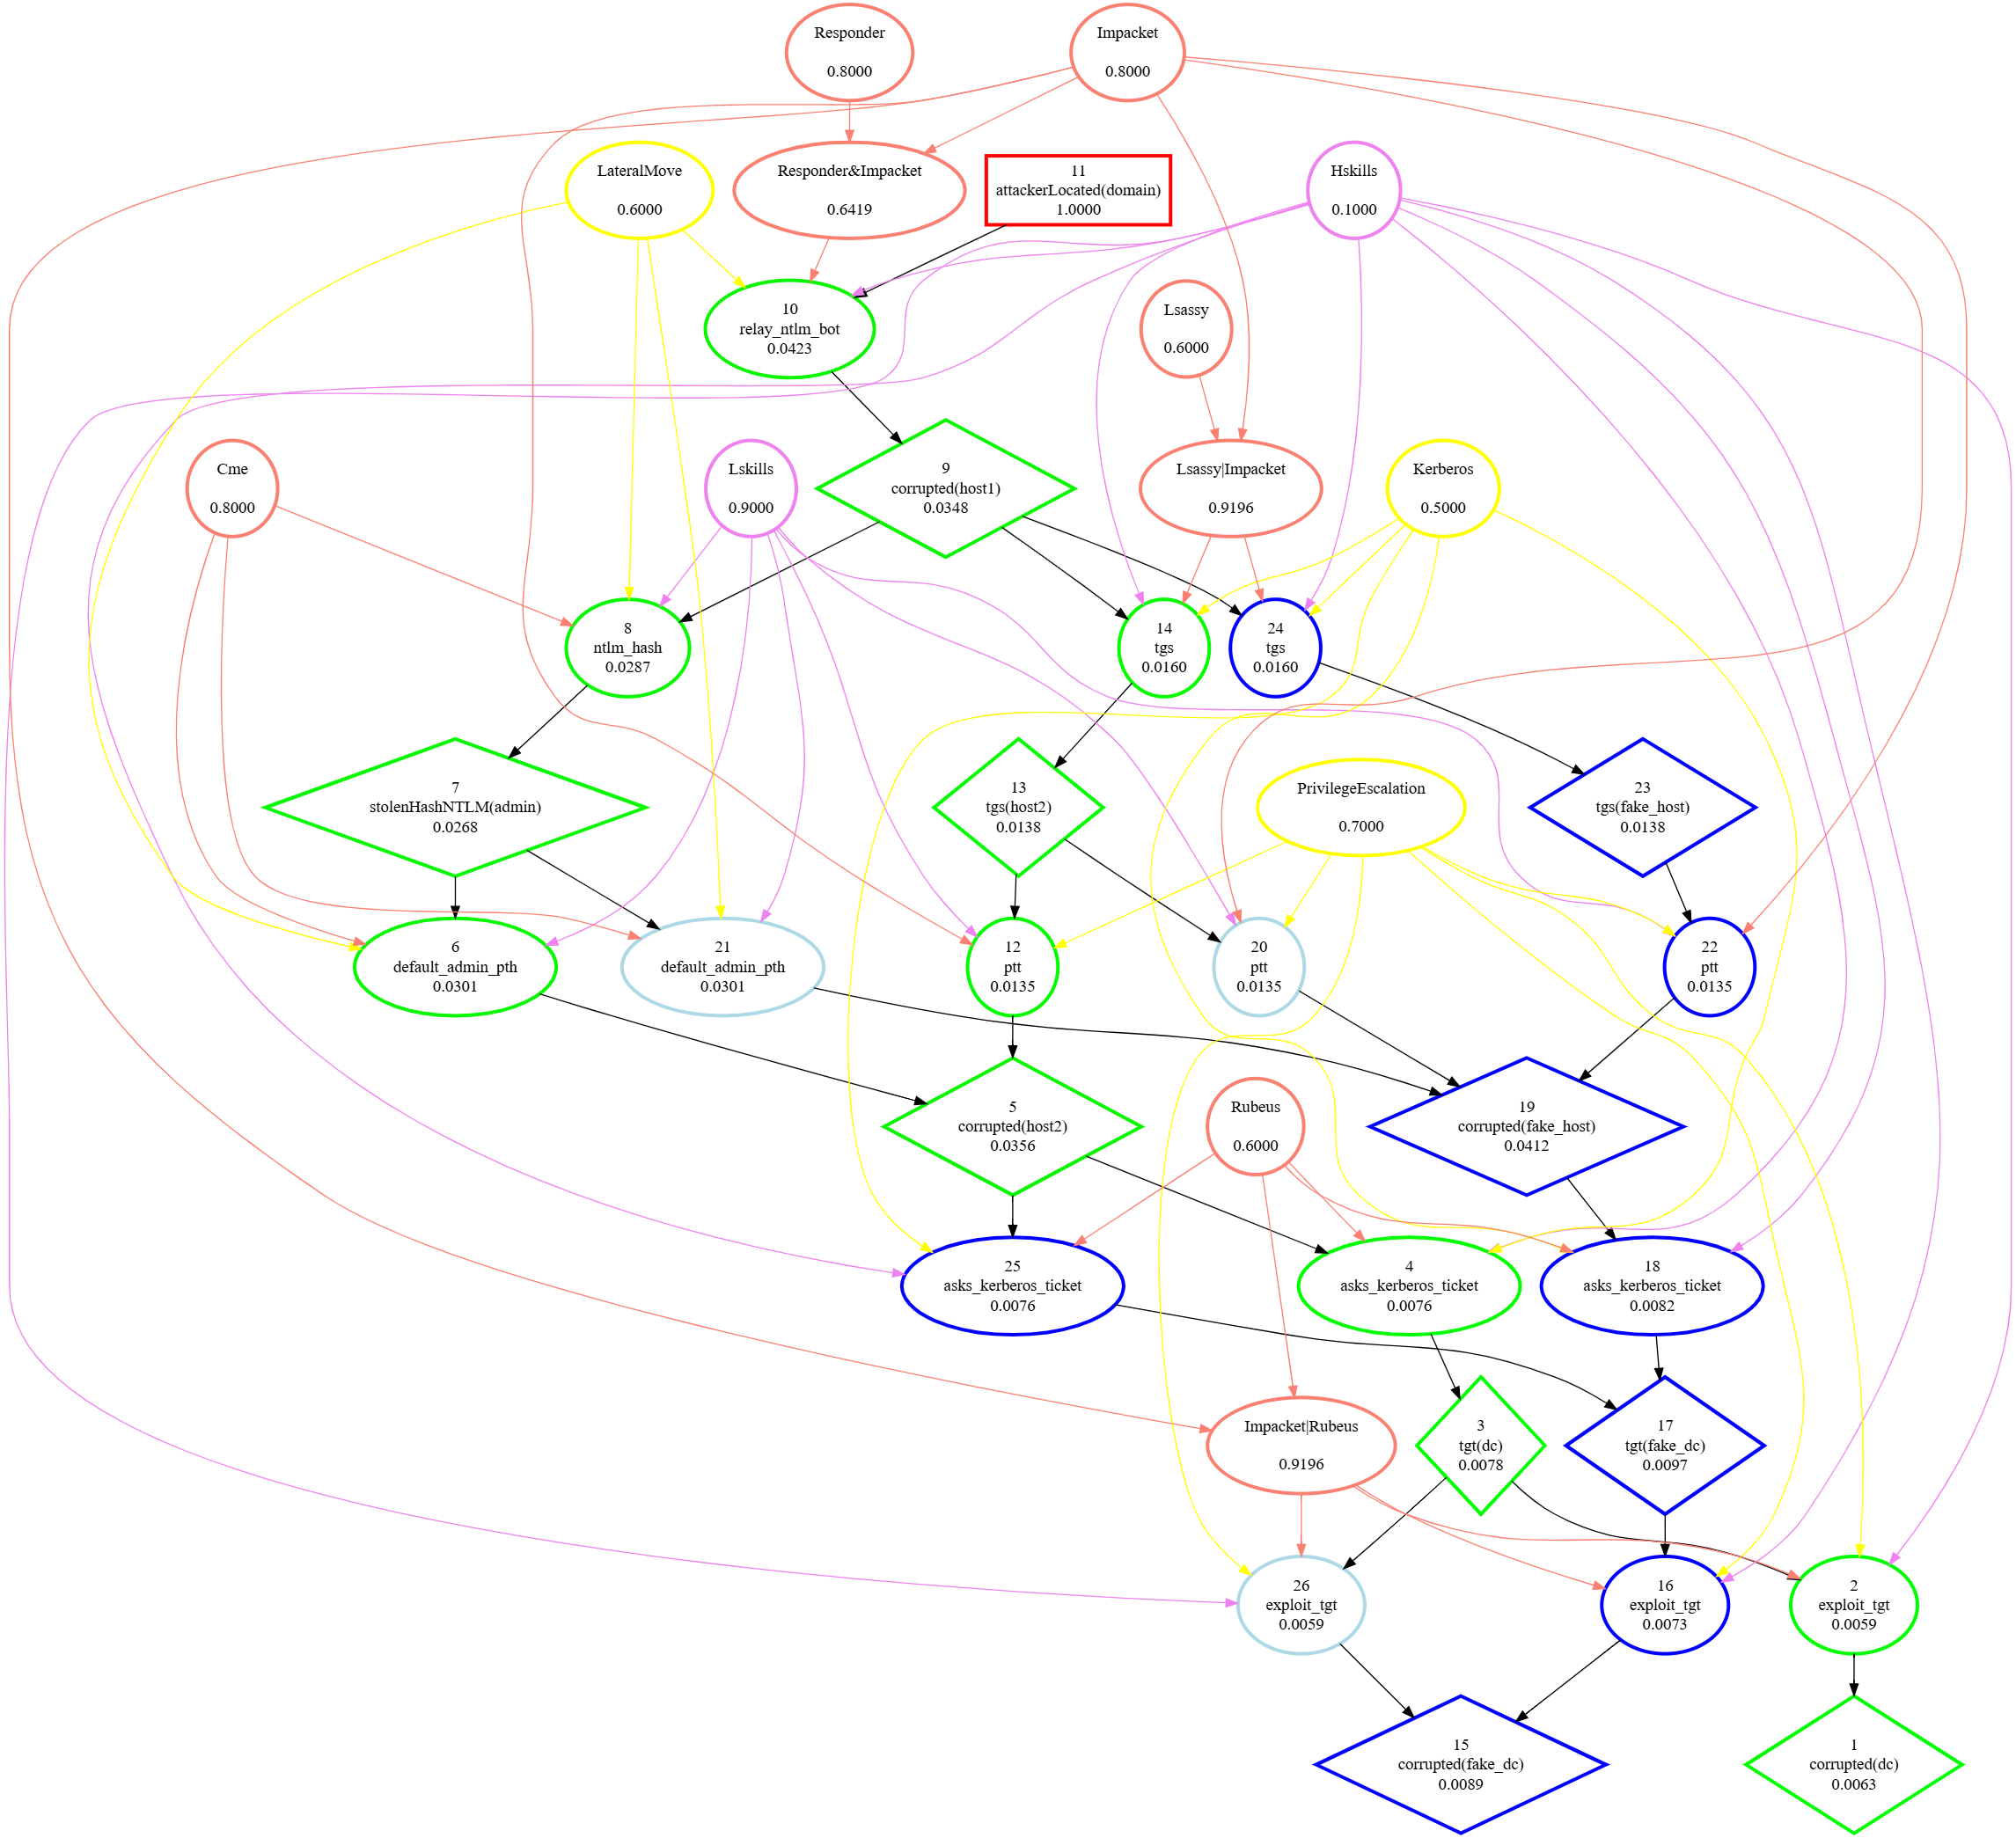 Responder
0.8000
Impacket
0.8000
LateralMove
0.6000
Responder&Impacket
0.6419
11
attackerLocated(domain)
1.0000
Hskills
0.1000
10
relay_ntlm_bot
0.0423
Lsassy
0.6000
Cme
0.8000
Lskills
0.9000
9
corrupted(host1)
0.0348
Lsassy|Impacket
0.9196
Kerberos
0.5000
8
ntlm_hash
0.0287
14
tgs
0.0160
24
tgs
0.0160
7
stolenHashNTLM(admin)
0.0268
13
tgs(host2)
0.0138
PrivilegeEscalation
0.7000
23
tgs(fake_host)
0.0138
6
default_admin_pth
0.0301
21
default_admin_pth
0.0301
12
ptt
0.0135
20
ptt
0.0135
22
ptt
0.0135
5
corrupted(host2)
0.0356
Rubeus
0.6000
19
corrupted(fake_host)
0.0412
25
asks_kerberos_ticket
0.0076
4
asks_kerberos_ticket
0.0076
18
asks_kerberos_ticket
0.0082
Impacket|Rubeus
0.9196
3
tgt(dc)
0.0078
17
tgt(fake_dc)
0.0097
26
exploit_tgt
0.0059
16
exploit_tgt
0.0073
2
exploit_tgt
0.0059
15
corrupted(fake_dc)
0.0089
1
corrupted(dc)
0.0063